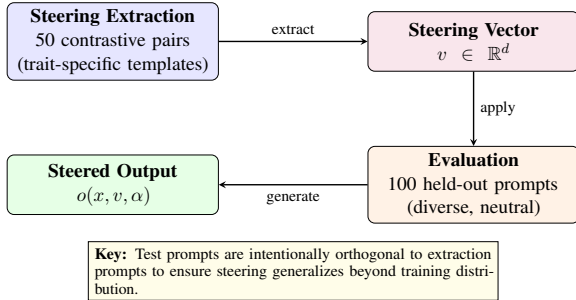 Steering Extraction
50 contrastive pairs
(trait-specific templates)
extract
Steering Vector
v ∈ ℝᵈ
apply
Evaluation
100 held-out prompts
(diverse, neutral)
generate
Steered Output
o(x, v, α)
Key: Test prompts are intentionally orthogonal to extraction
prompts to ensure steering generalizes beyond training distri-
bution.